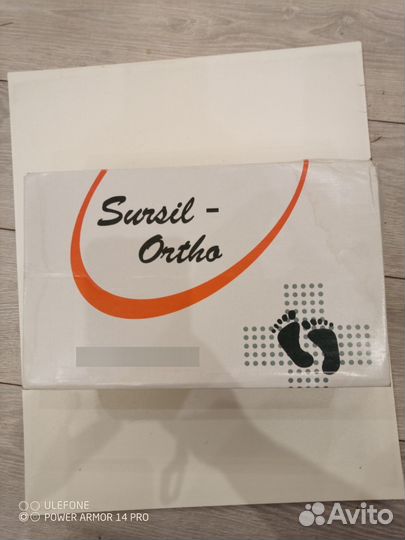 Sursil -
Ortho
ULEFONE
POWER ARMOR 14 PRO
Avito